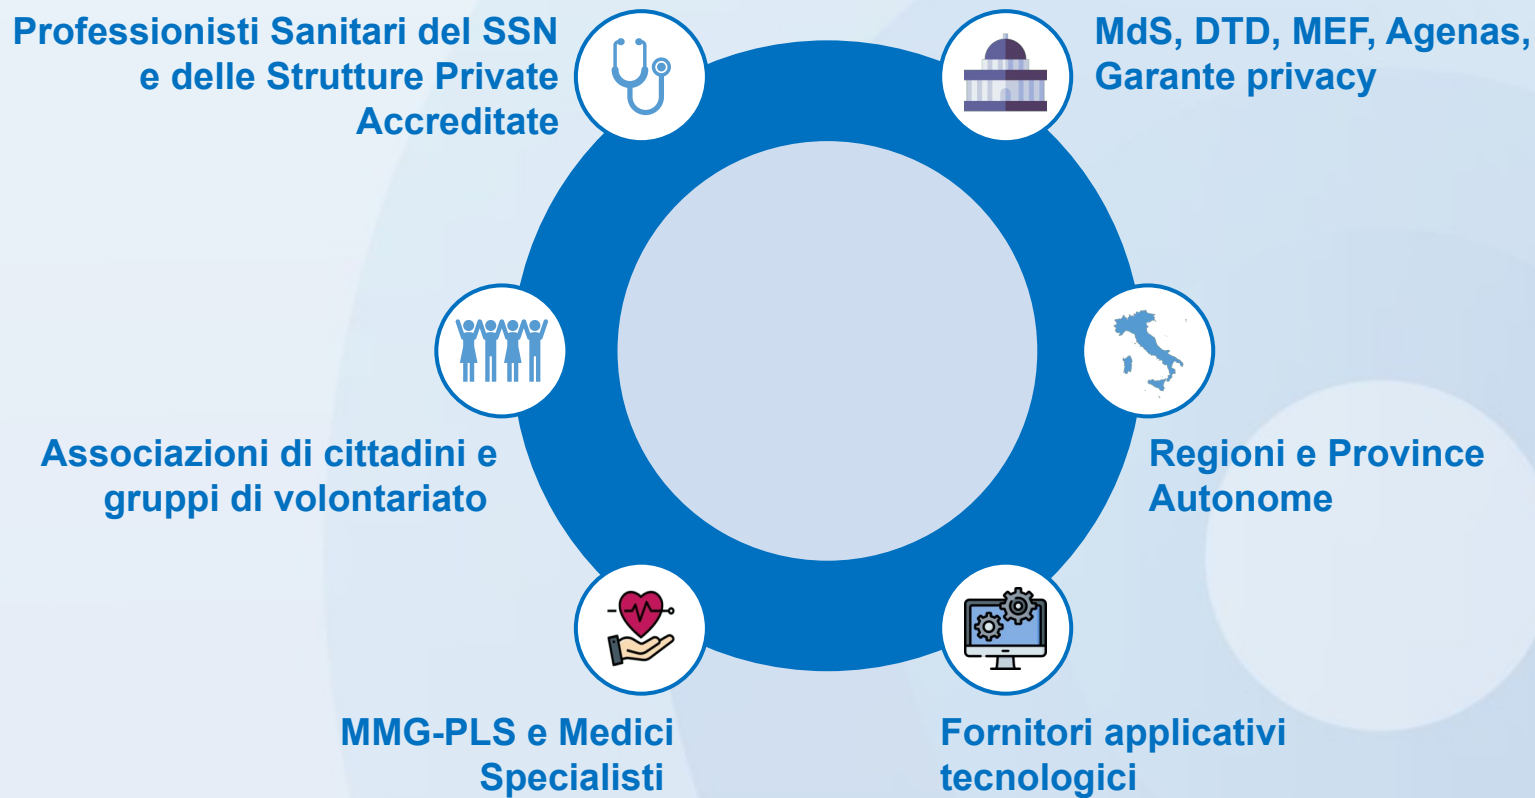 Professionisti Sanitari del SSN
e delle Strutture Private
Accreditate
MdS, DTD, MEF, Agenas,
Garante privacy
Associazioni di cittadini e
gruppi di volontariato
Regioni e Province
Autonome
MMG-PLS e Medici
Specialisti
Fornitori applicativi
tecnologici